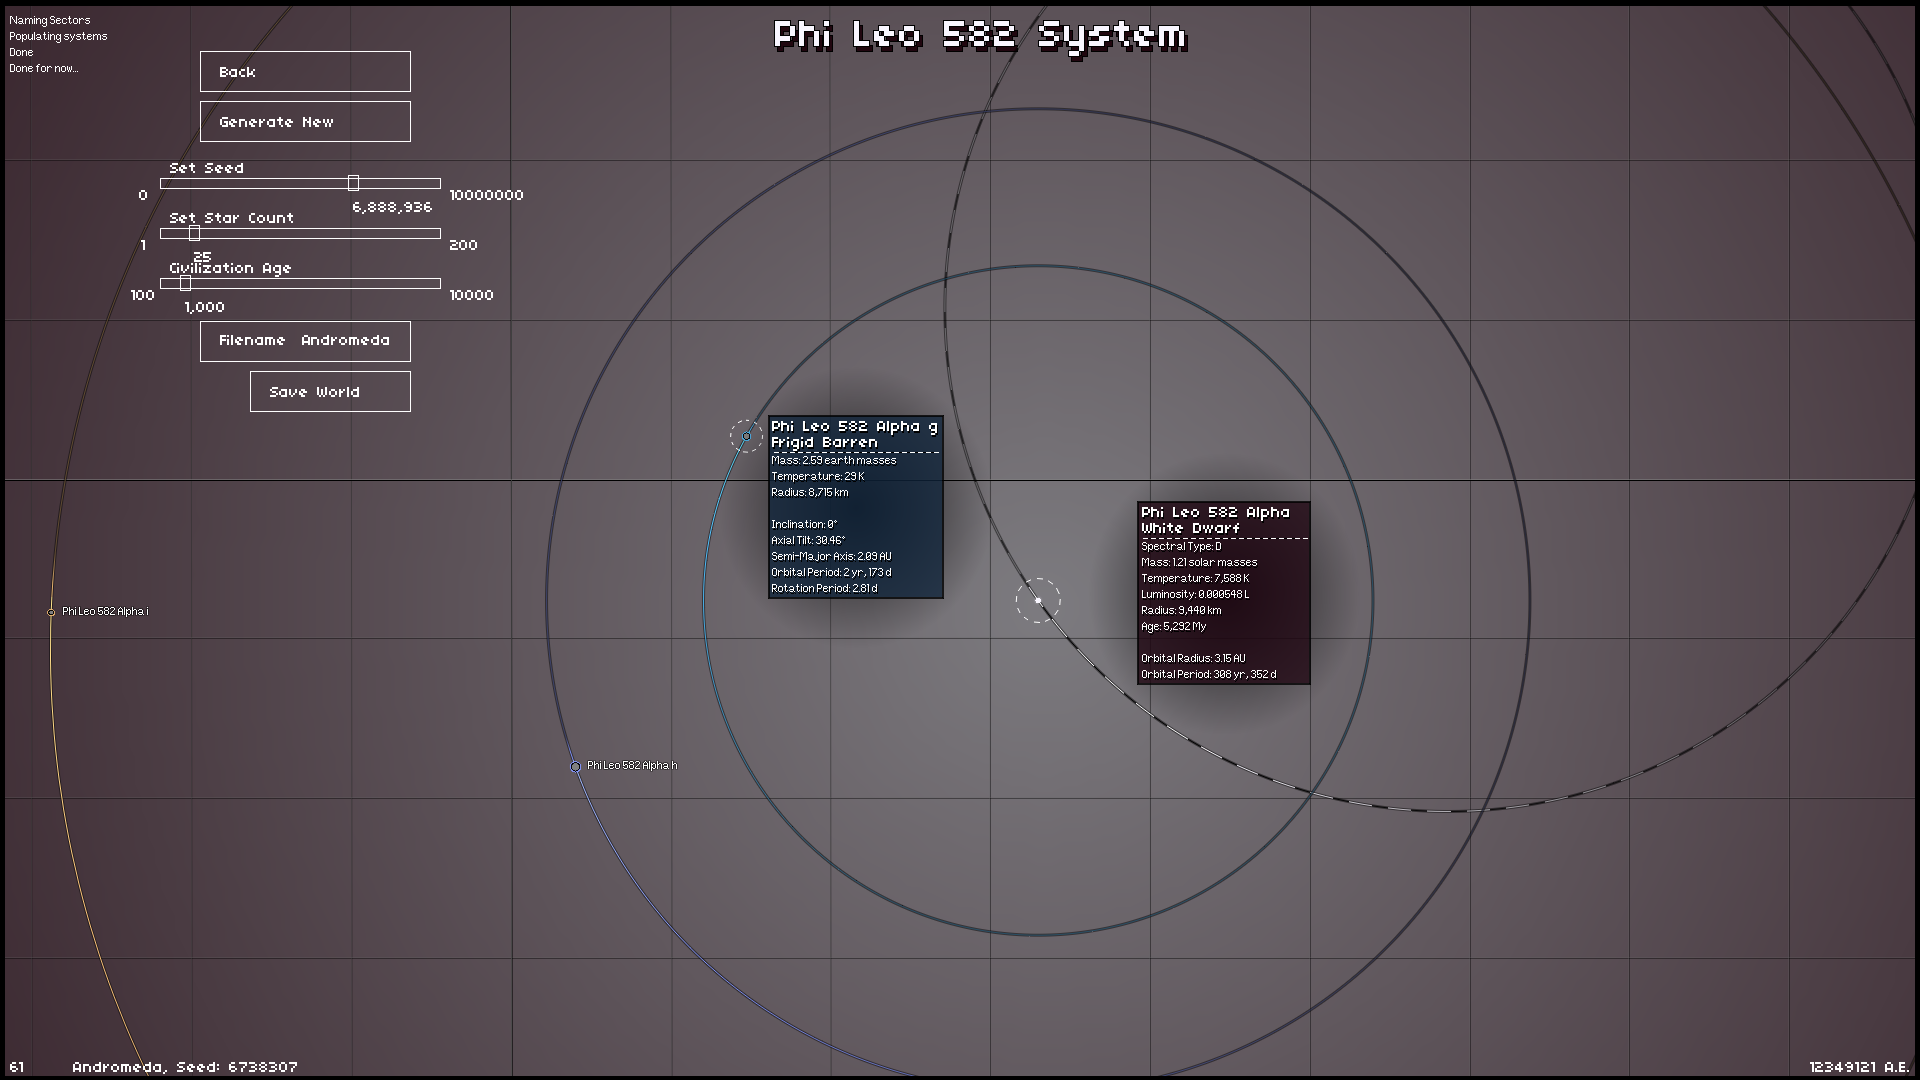 Naming Sectors
Populating systems
Done
Done for now...
Phi Leo 582 System
Back
Generate New
Set Seed
0
10000000
6,888,936
Set Star Count
1
200
25
Civilization Age
100
10000
1,000
Filename Andromeda
Save World
Phi Leo 582 Alpha g
Frigid Barren
Mass: 2.59 earth masses
Temperature: 29 K
Radius: 8,715 km
Inclination: 0°
Axial Tilt: 30.46°
Semi-Major Axis: 2.09 AU
Orbital Period: 2 yr, 173 d
Rotation Period: 2.81 d
Phi Leo 582 Alpha
White Dwarf
Spectral Type: D
Mass: 1.21 solar masses
Temperature: 7,588 K
Luminosity: 0.000548 L
Radius: 9,440 km
Age: 5,292 My
Orbital Radius: 3.15 AU
Orbital Period: 308 yr, 352 d
Phi Leo 582 Alpha i
Phi Leo 582 Alpha h
61
Andromeda, Seed: 6738307
12349121 A.E.